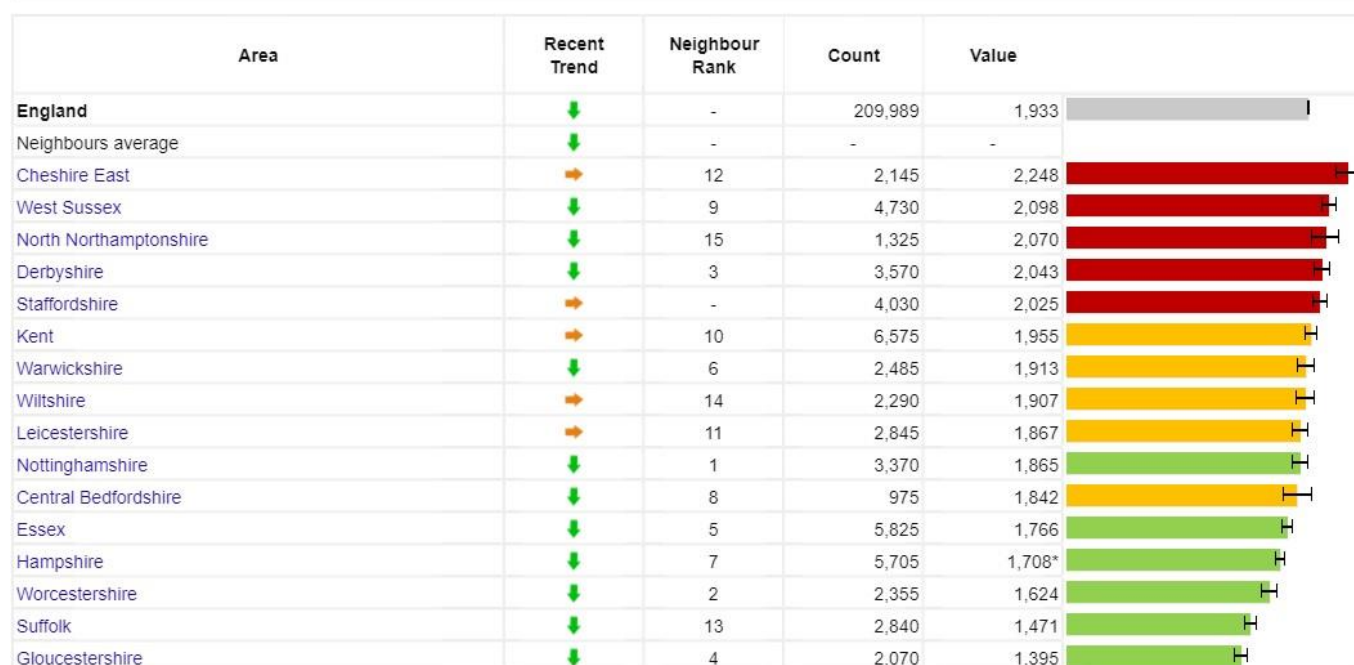 Area Recent Trend Neighbour Rank Count Value
England - 209,989 1,933
Neighbours average - - -
Cheshire East 12 2,145 2,248
West Sussex 9 4,730 2,098
North Northamptonshire 15 1,325 2,070
Derbyshire 3 3,570 2,043
Staffordshire - 4,030 2,025
Kent 10 6,575 1,955
Warwickshire 6 2,485 1,913
Wiltshire 14 2,290 1,907
Leicestershire 11 2,845 1,867
Nottinghamshire 1 3,370 1,865
Central Bedfordshire 8 975 1,842
Essex 5 5,825 1,766
Hampshire 7 5,705 1,708*
Worcestershire 2 2,355 1,624
Suffolk 13 2,840 1,471
Gloucestershire 4 2,070 1,395